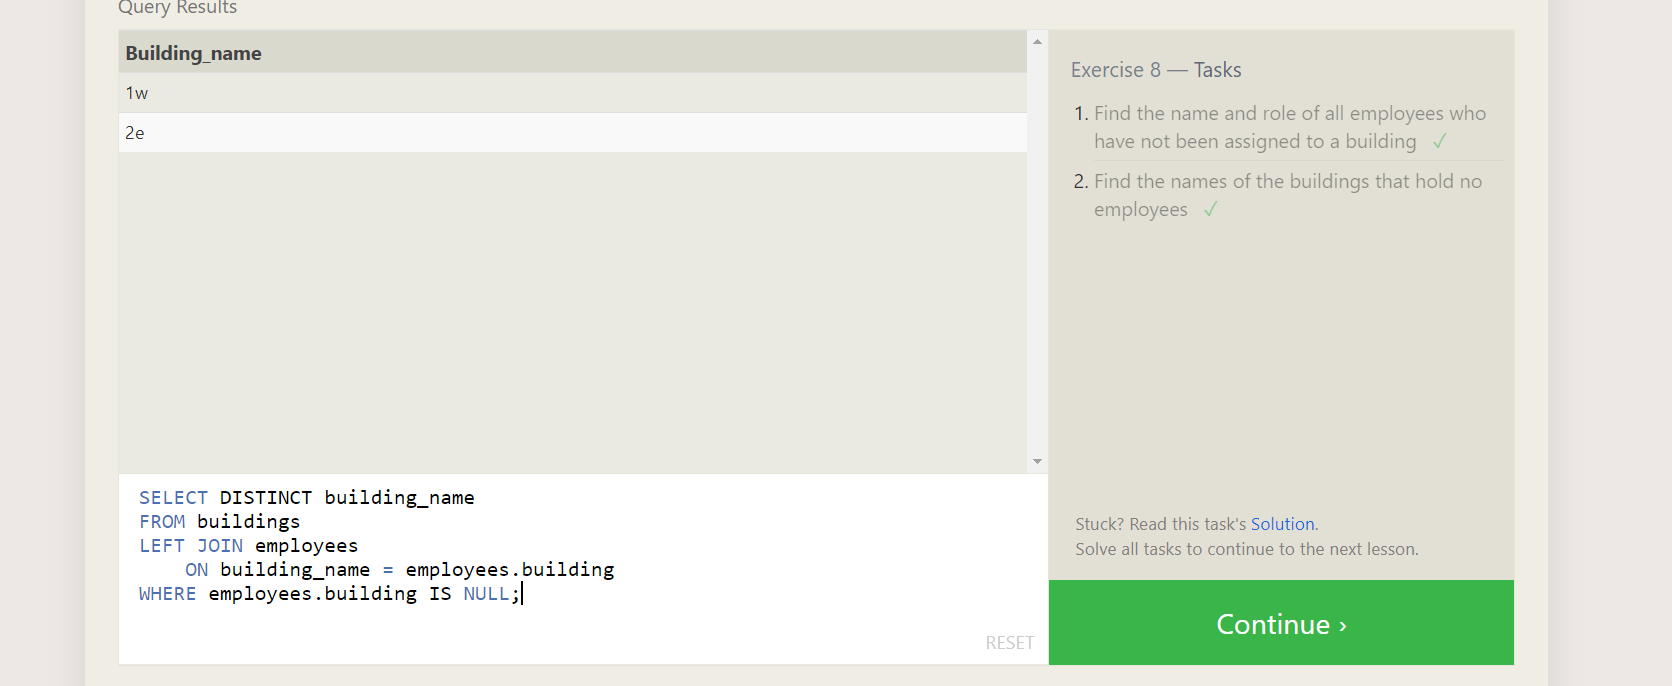 Query Results
Building_name
1w
2e
Exercise 8 — Tasks
1. Find the name and role of all employees who
have not been assigned to a building ✓
2. Find the names of the buildings that hold no
employees ✓
Stuck? Read this task's Solution.
Solve all tasks to continue to the next lesson.
Continue ›
SELECT DISTINCT building_name
FROM buildings
LEFT JOIN employees
    ON building_name = employees.building
WHERE employees.building IS NULL;
RESET